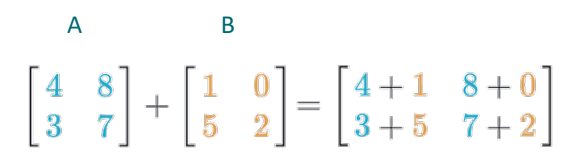 A B
[4 8] + [1 0] = [4+1 8+0]
[3 7] [5 2] [3+5 7+2]